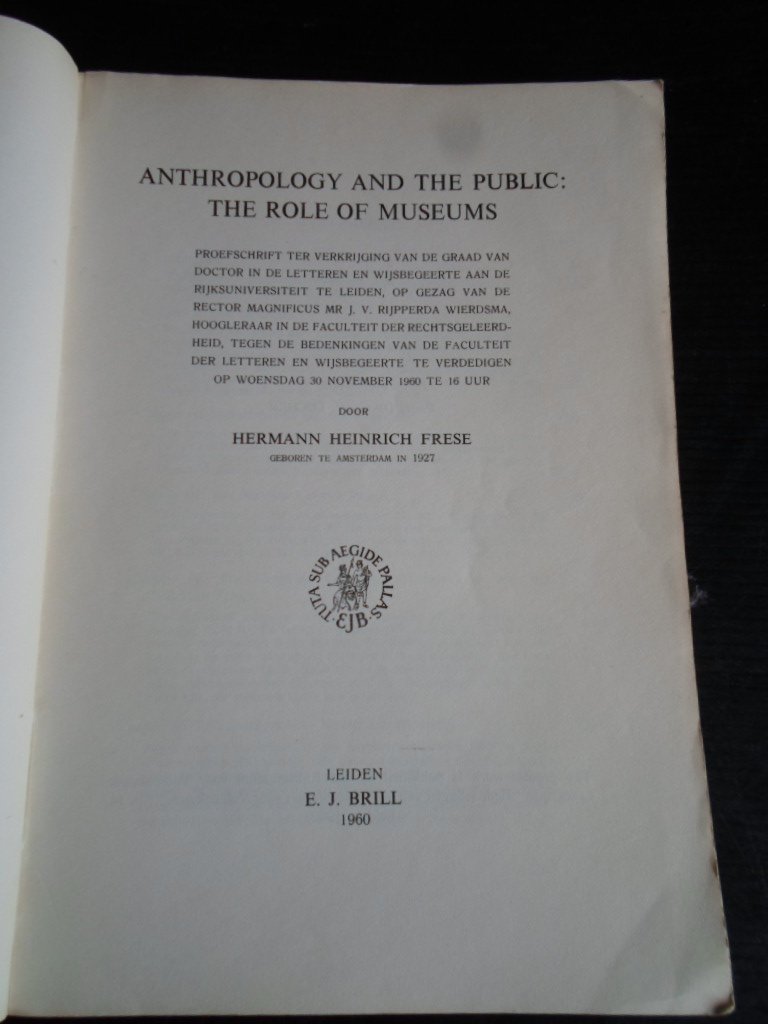 ANTHROPOLOGY AND THE PUBLIC:
THE ROLE OF MUSEUMS
PROEFSCHRIFT TER VERKRIJGING VAN DE GRAAD VAN
DOCTOR IN DE LETTEREN EN WIJSBEGEERTE AAN DE
RIJKSUNIVERSITEIT TE LEIDEN, OP GEZAG VAN DE
RECTOR MAGNIFICUS MR J. V. RIJPPERDA WIERDSMA,
HOOGLERAAR IN DE FACULTEIT DER RECHTSGELEERD-
HEID, TEGEN DE BEDENKINGEN VAN DE FACULTEIT
DER LETTEREN EN WIJSBEGEERTE TE VERDEDIGEN
OP WOENSDAG 30 NOVEMBER 1960 TE 16 UUR
DOOR
HERMANN HEINRICH FRESE
GEBOREN TE AMSTERDAM IN 1927
TUTA SUB AEGIDE PALLAS
·EJB·
LEIDEN
E. J. BRILL
1960